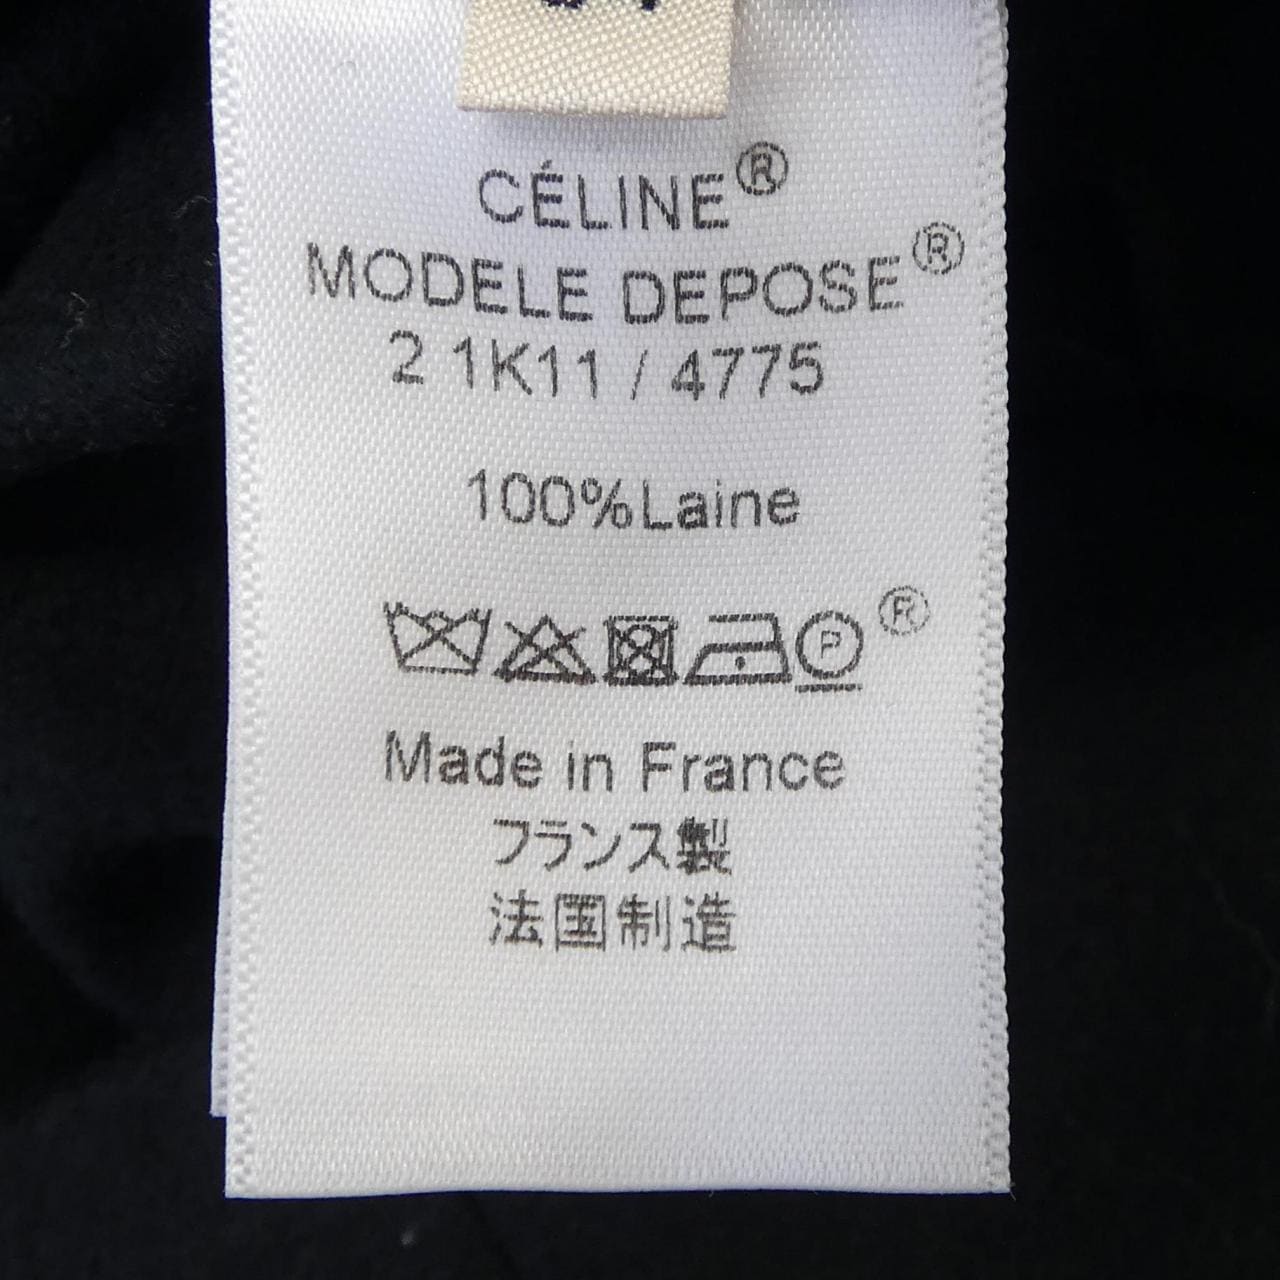 CÉLINE®
MODELE DEPOSE®
2 1K11 / 4775
100%Laine
P ®
Made in France
フランス製
法国制造